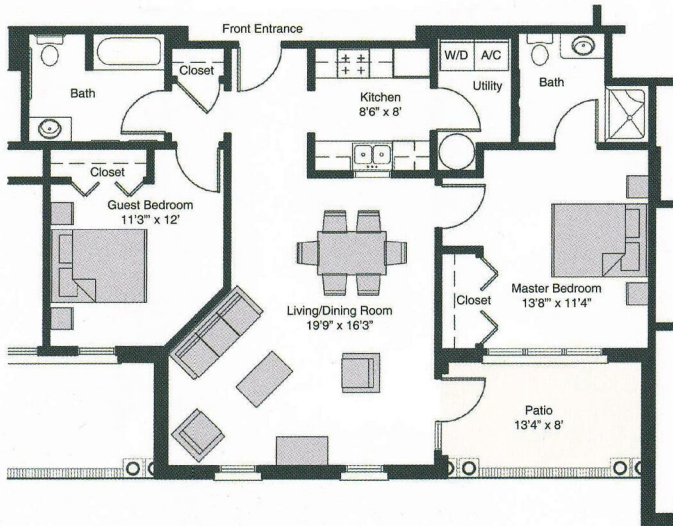 Front Entrance
Closet
W/D A/C
Bath
Utility
Bath
Kitchen
8'6" x 8'
Closet
Guest Bedroom
11'3'" x 12'
Living/Dining Room
19'9" x 16'3"
Closet
Master Bedroom
13'8'" x 11'4"
Patio
13'4" x 8'